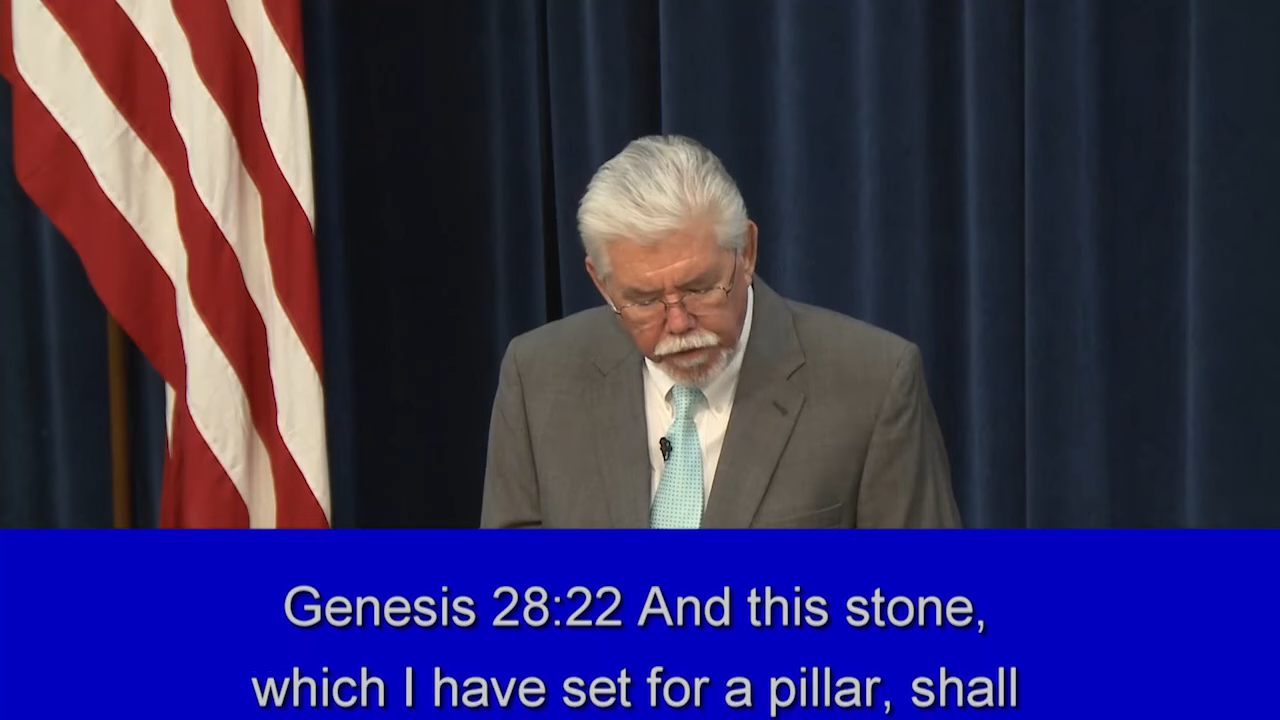 Genesis 28:22 And this stone,
which I have set for a pillar, shall